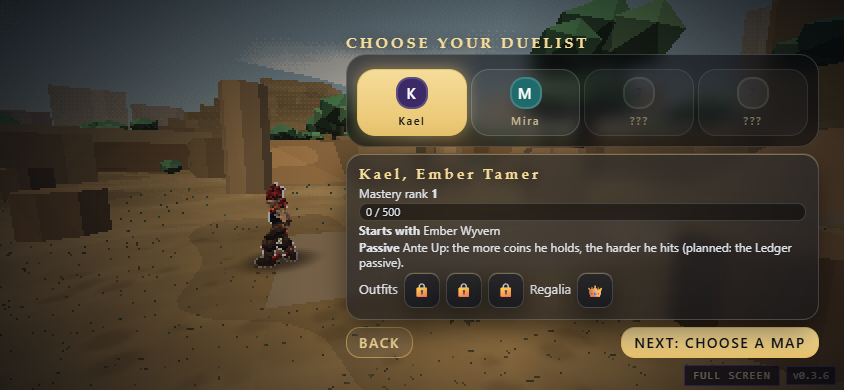 CHOOSE YOUR DUELIST
K
Kael
M
Mira
???
???
Kael, Ember Tamer
Mastery rank 1
0 / 500
Starts with Ember Wyvern
Passive Ante Up: the more coins he holds, the harder he hits (planned: the Ledger
passive).
Outfits
Regalia
BACK
NEXT: CHOOSE A MAP
FULL SCREEN
v0.3.6